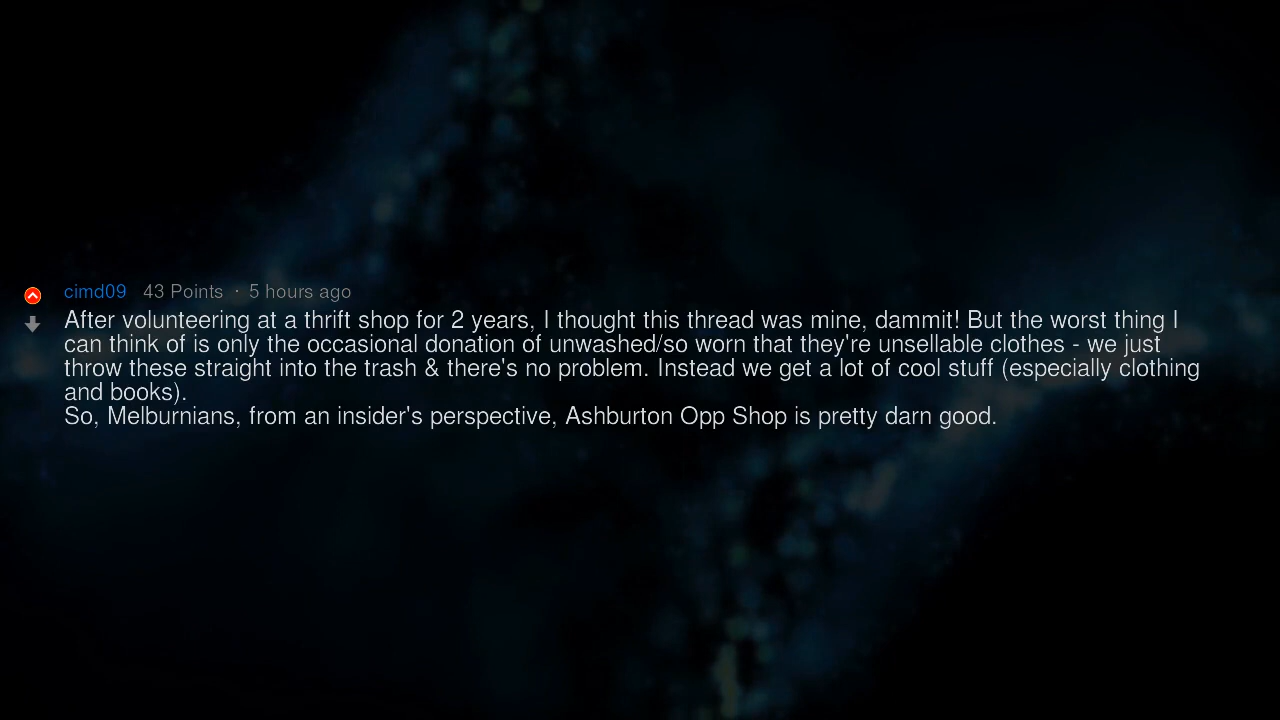 cimd09 43 Points · 5 hours ago
After volunteering at a thrift shop for 2 years, I thought this thread was mine, dammit! But the worst thing I
can think of is only the occasional donation of unwashed/so worn that they're unsellable clothes - we just
throw these straight into the trash & there's no problem. Instead we get a lot of cool stuff (especially clothing
and books).
So, Melburnians, from an insider's perspective, Ashburton Opp Shop is pretty darn good.